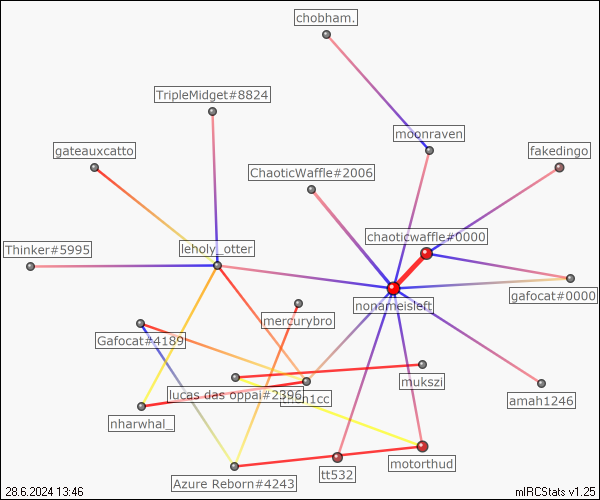 chobham.
TripleMidget#8824
moonraven
gateauxcatto
fakedingo
ChaoticWaffle#2006
chaoticwaffle#0000
Thinker#5995
leholy_otter
gafocat#0000
nonameisleft
mercurybro
Gafocat#4189
mukszi
lucas das oppai#2396
amah1246
nharwhal_
motorthud
tt532
Azure Reborn#4243
28.6.2024 13:46
mIRCStats v1.25